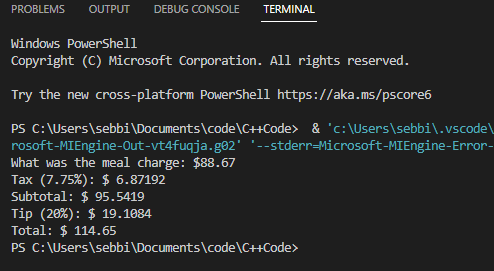 PROBLEMS OUTPUT DEBUG CONSOLE TERMINAL
Windows PowerShell
Copyright (C) Microsoft Corporation. All rights reserved.
Try the new cross-platform PowerShell https://aka.ms/pscore6
PS C:\Users\sebbi\Documents\code\C++Code> & 'c:\Users\sebbi\.vscode\
rosoft-MIEngine-Out-vt4fuqja.g02' '--stderr=Microsoft-MIEngine-Error-
What was the meal charge: $88.67
Tax (7.75%): $ 6.87192
Subtotal: $ 95.5419
Tip (20%): $ 19.1084
Total: $ 114.65
PS C:\Users\sebbi\Documents\code\C++Code>